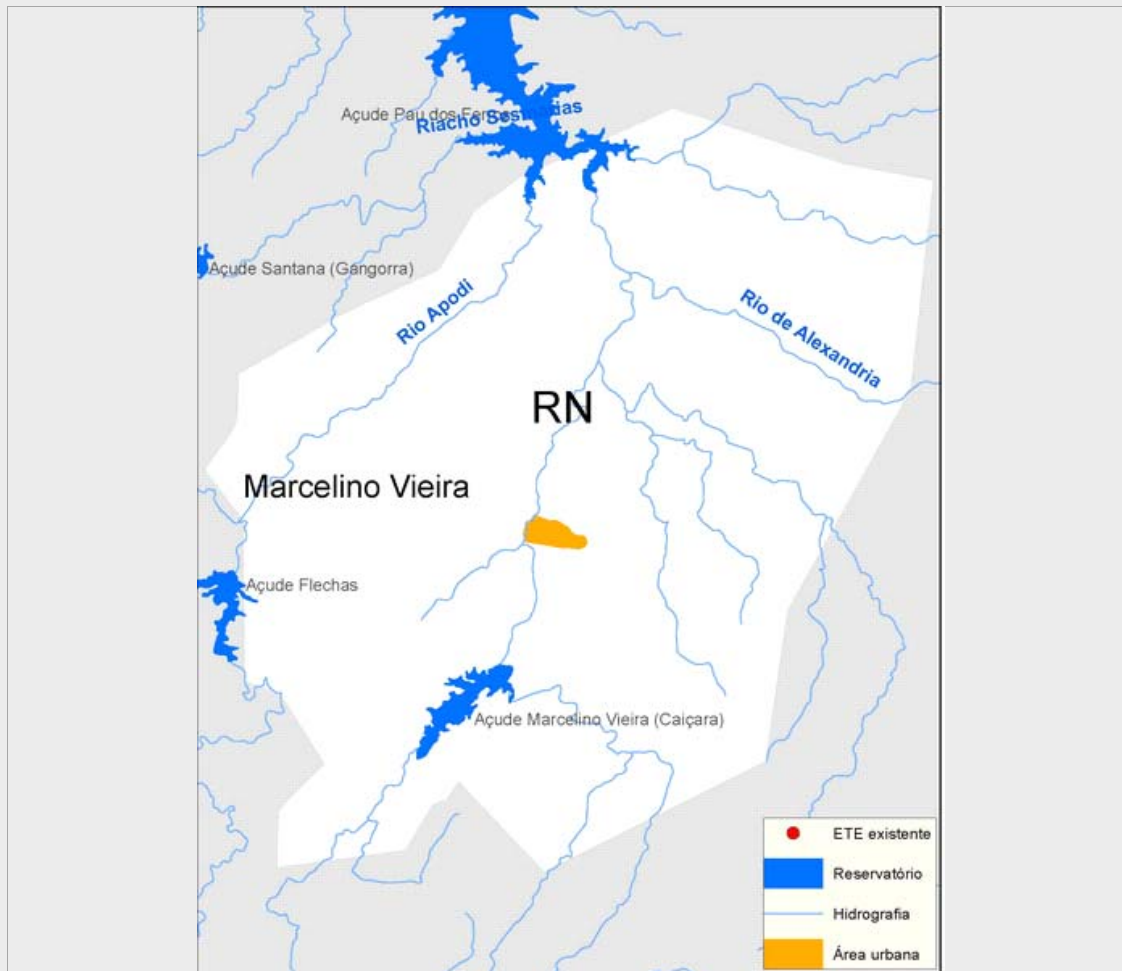 Açude Pau dos Ferros
Riacho Sesmarias
Açude Santana (Gangorra)
Rio Apodi
Rio de Alexandria
RN
Marcelino Vieira
Açude Flechas
Açude Marcelino Vieira (Caiçara)
ETE existente
Reservatório
Hidrografia
Área urbana